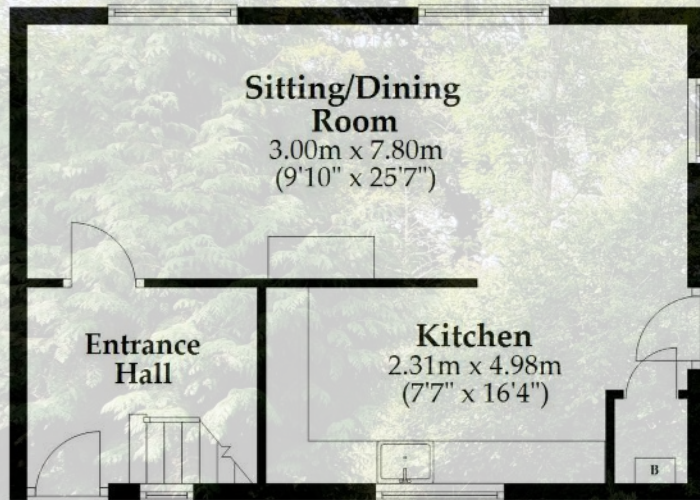 Sitting/Dining
Room
3.00m x 7.80m
(9'10" x 25'7")
Entrance
Hall
Kitchen
2.31m x 4.98m
(7'7" x 16'4")
B